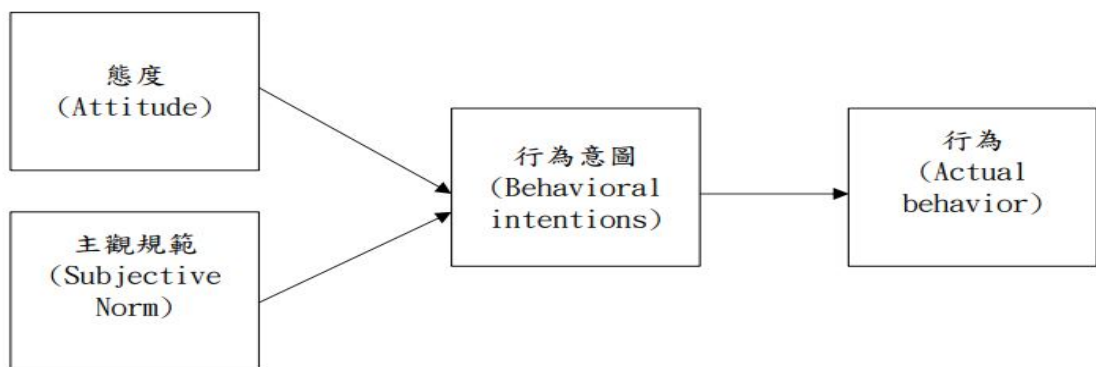 態度
(Attitude)
主觀規範
(Subjective
Norm)
行為意圖
(Behavioral
intentions)
行為
(Actual
behavior)